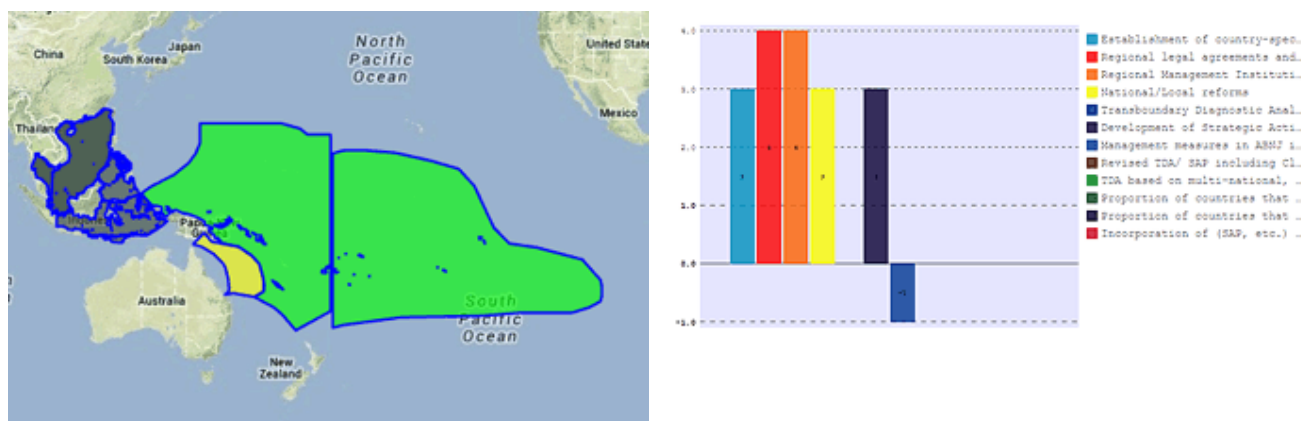 North
Pacific
Ocean
United State
China
Japan
South Korea
Mexico
Thailan
Australia
South
Pacific
Ocean
New
Zealand
4.0
3.0
2.0
1.0
0.0
-1.0
Establishment of country-spec…
Regional legal agreements and…
Regional Management Instituti…
National/Local reforms
Transboundary Diagnostic Anal…
Development of Strategic Acti…
Management measures in ABNJ i…
Revised TDA/ SAP including Cl…
TDA based on multi-national, …
Proportion of countries that …
Proportion of countries that …
Incorporation of (SAP, etc.) …